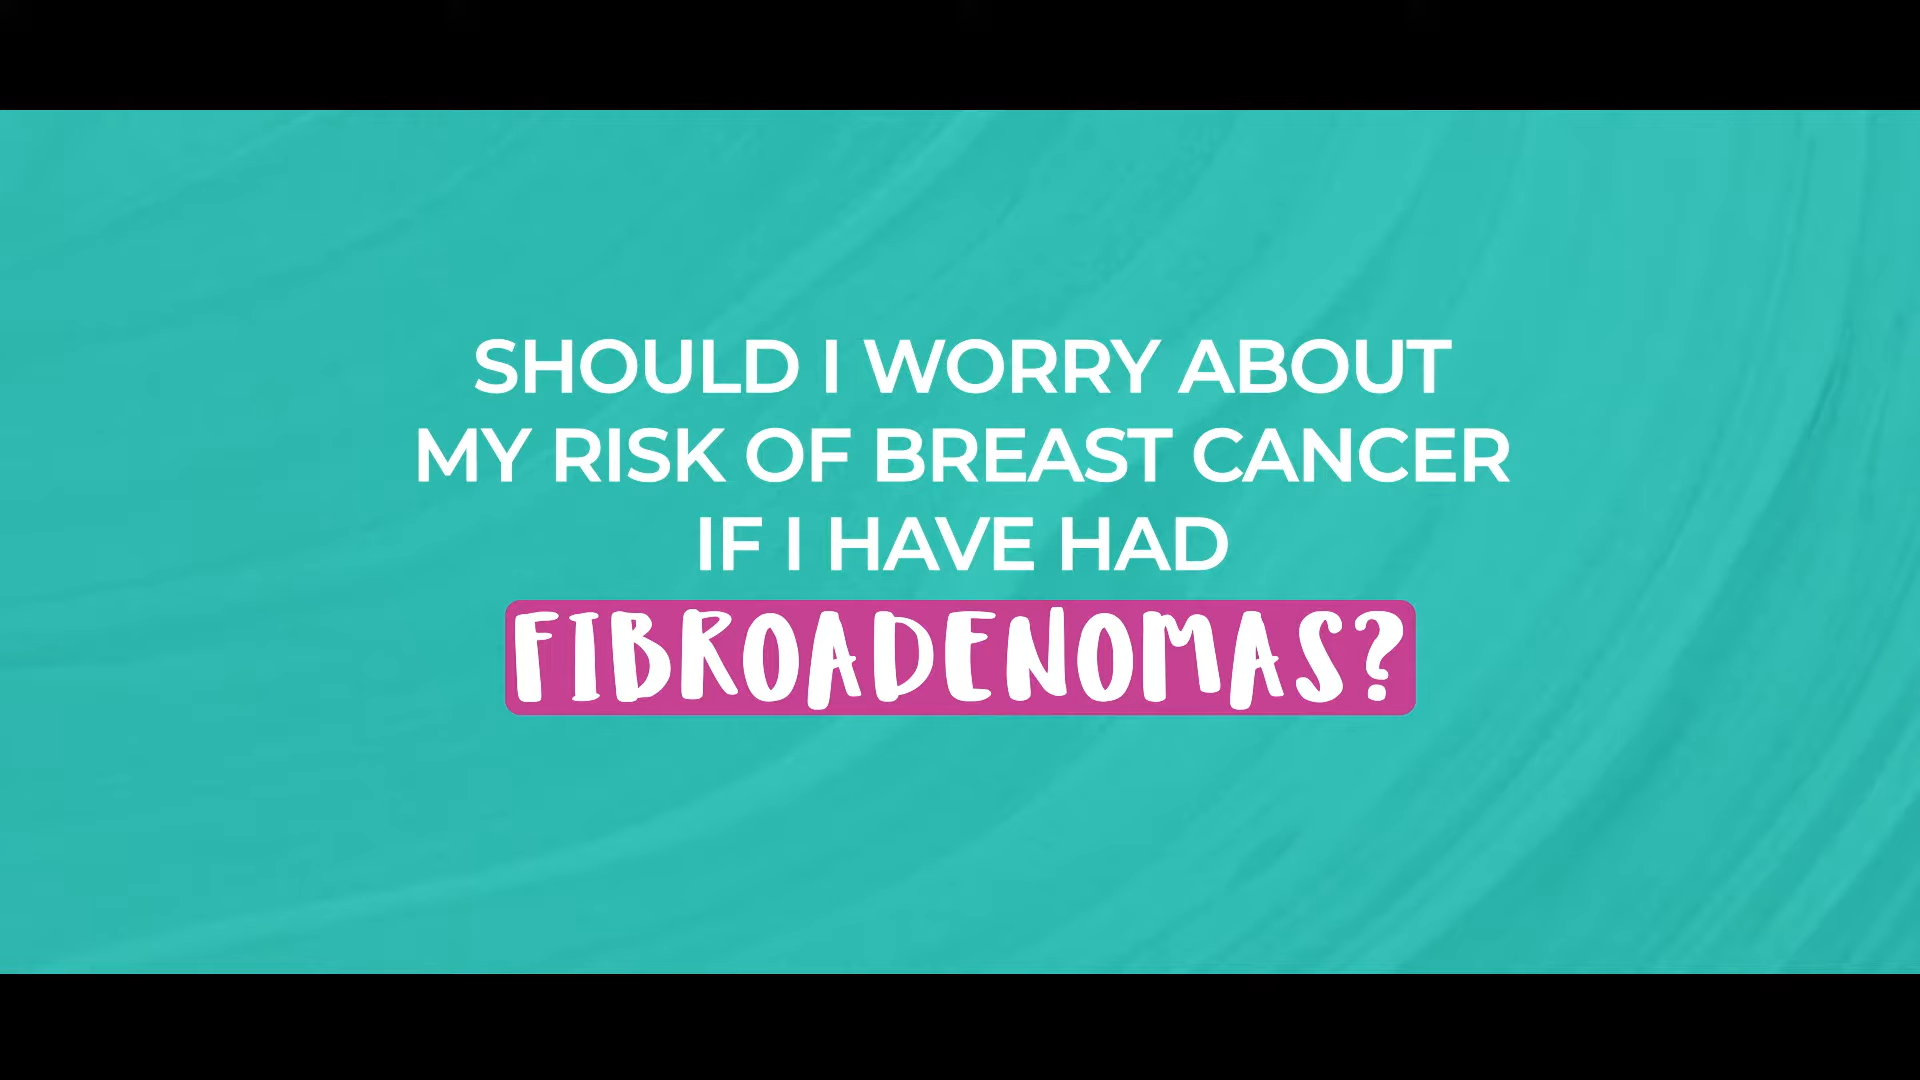 SHOULD I WORRY ABOUT
MY RISK OF BREAST CANCER
IF I HAVE HAD
FIBROADENOMAS?